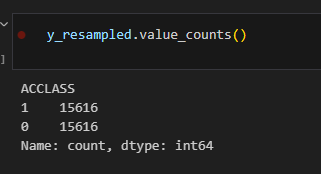 y_resampled.value_counts()
]
ACCLASS
1    15616
0    15616
Name: count, dtype: int64